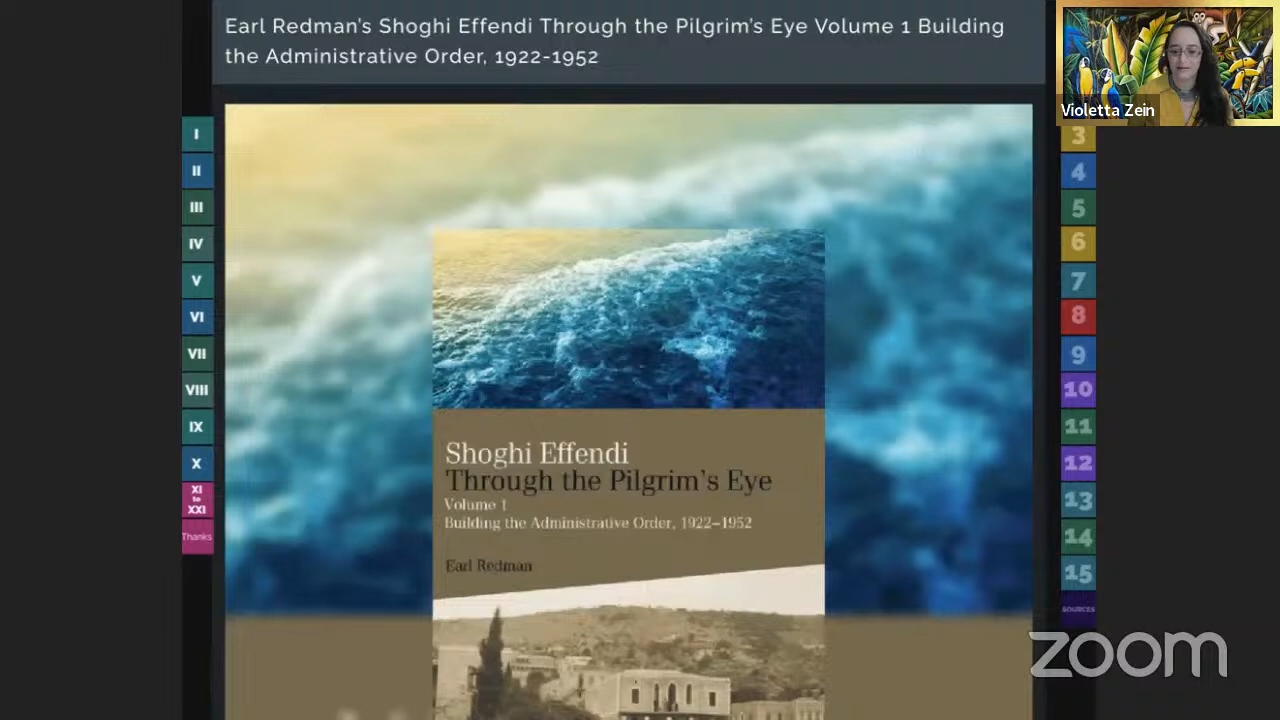 Earl Redman's Shoghi Effendi Through the Pilgrim's Eye Volume 1 Building
the Administrative Order, 1922-1952
Violetta Zein
I
II
III
IV
V
VI
VII
VIII
IX
X
XI
to
XXI
Thanks
Shoghi Effendi
Through the Pilgrim's Eye
Volume 1
Building the Administrative Order, 1922–1952
Earl Redman
3
4
5
6
7
8
9
10
11
12
13
14
15
SOURCES
zoom